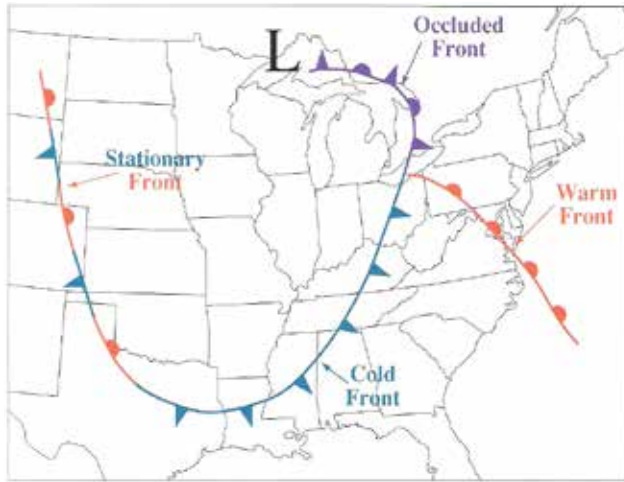 L
Occluded
Front
Stationary
Front
Warm
Front
Cold
Front